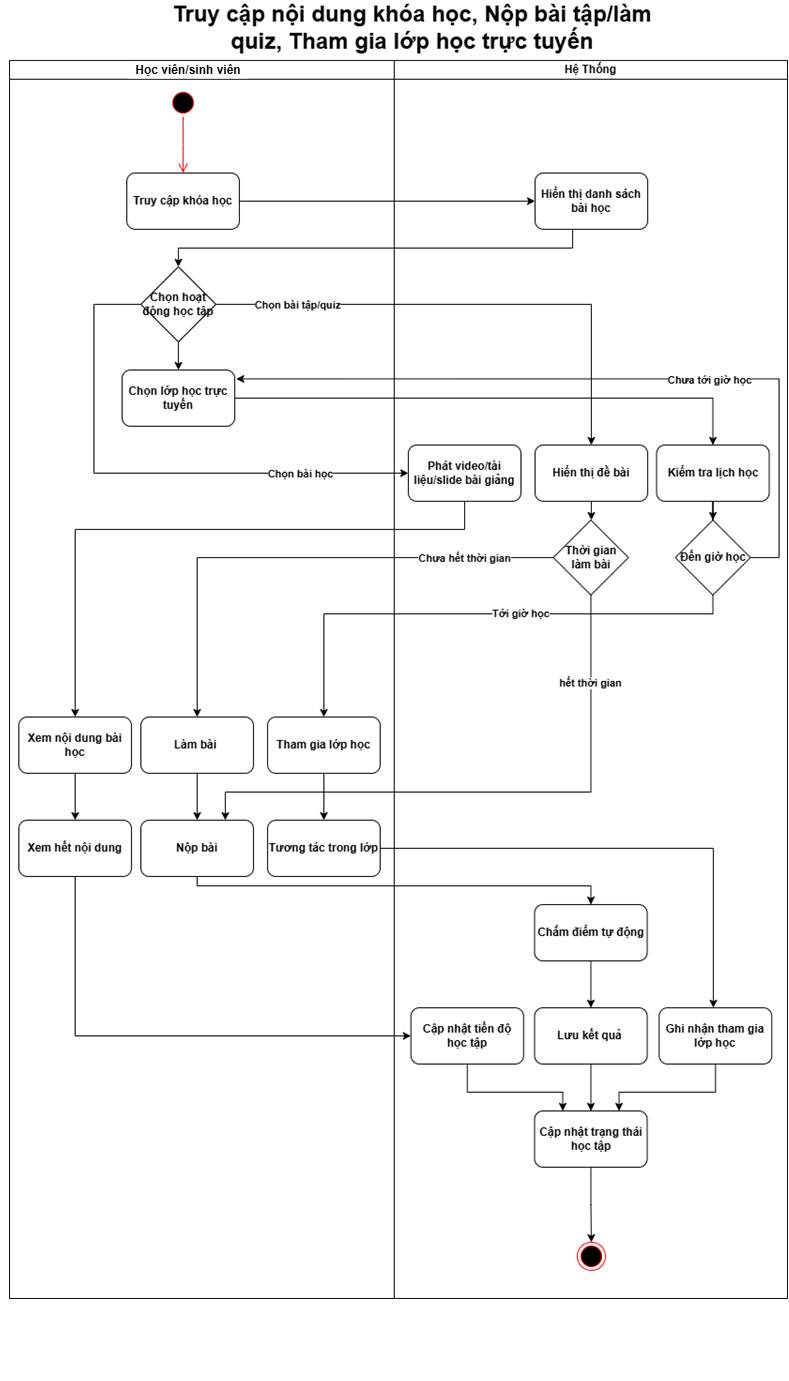 Truy cập nội dung khóa học, Nộp bài tập/làm
quiz, Tham gia lớp học trực tuyến
Học viên/sinh viên
Hệ Thống
Truy cập khóa học
Hiển thị danh sách
bài học
Chọn hoạt
động học tập
Chọn bài tập/quiz
Chưa tới giờ học
Chọn lớp học trực
tuyến
Chọn bài học
Phát video/tài
liệu/slide bài giảng
Hiển thị đề bài
Kiểm tra lịch học
Chưa hết thời gian
Thời gian
làm bài
Đến giờ học
Tới giờ học
hết thời gian
Xem nội dung bài
học
Làm bài
Tham gia lớp học
Xem hết nội dung
Nộp bài
Tương tác trong lớp
Chấm điểm tự động
Cập nhật tiến độ
học tập
Lưu kết quả
Ghi nhận tham gia
lớp học
Cập nhật trạng thái
học tập